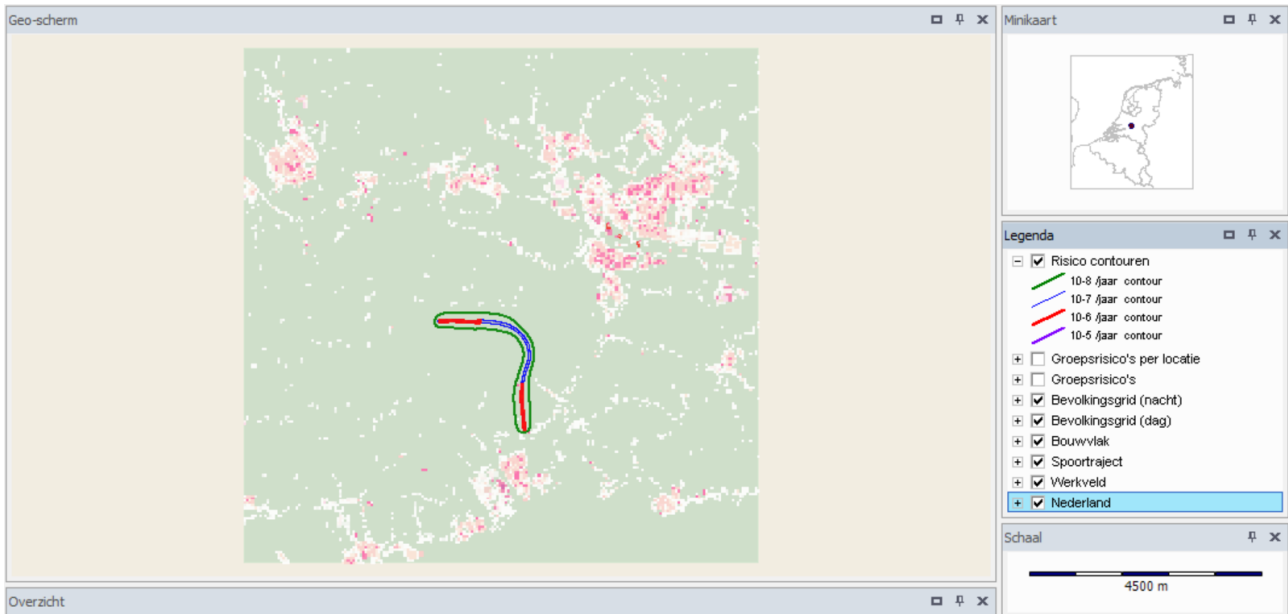 Geo-scherm
Minikaart
Legenda
Risico contouren
10-8 /jaar contour
10-7 /jaar contour
10-6 /jaar contour
10-5 /jaar contour
Groepsrisico's per locatie
Groepsrisico's
Bevolkingsgrid (nacht)
Bevolkingsgrid (dag)
Bouwvlak
Spoortraject
Werkveld
Nederland
Schaal
4500 m
Overzicht